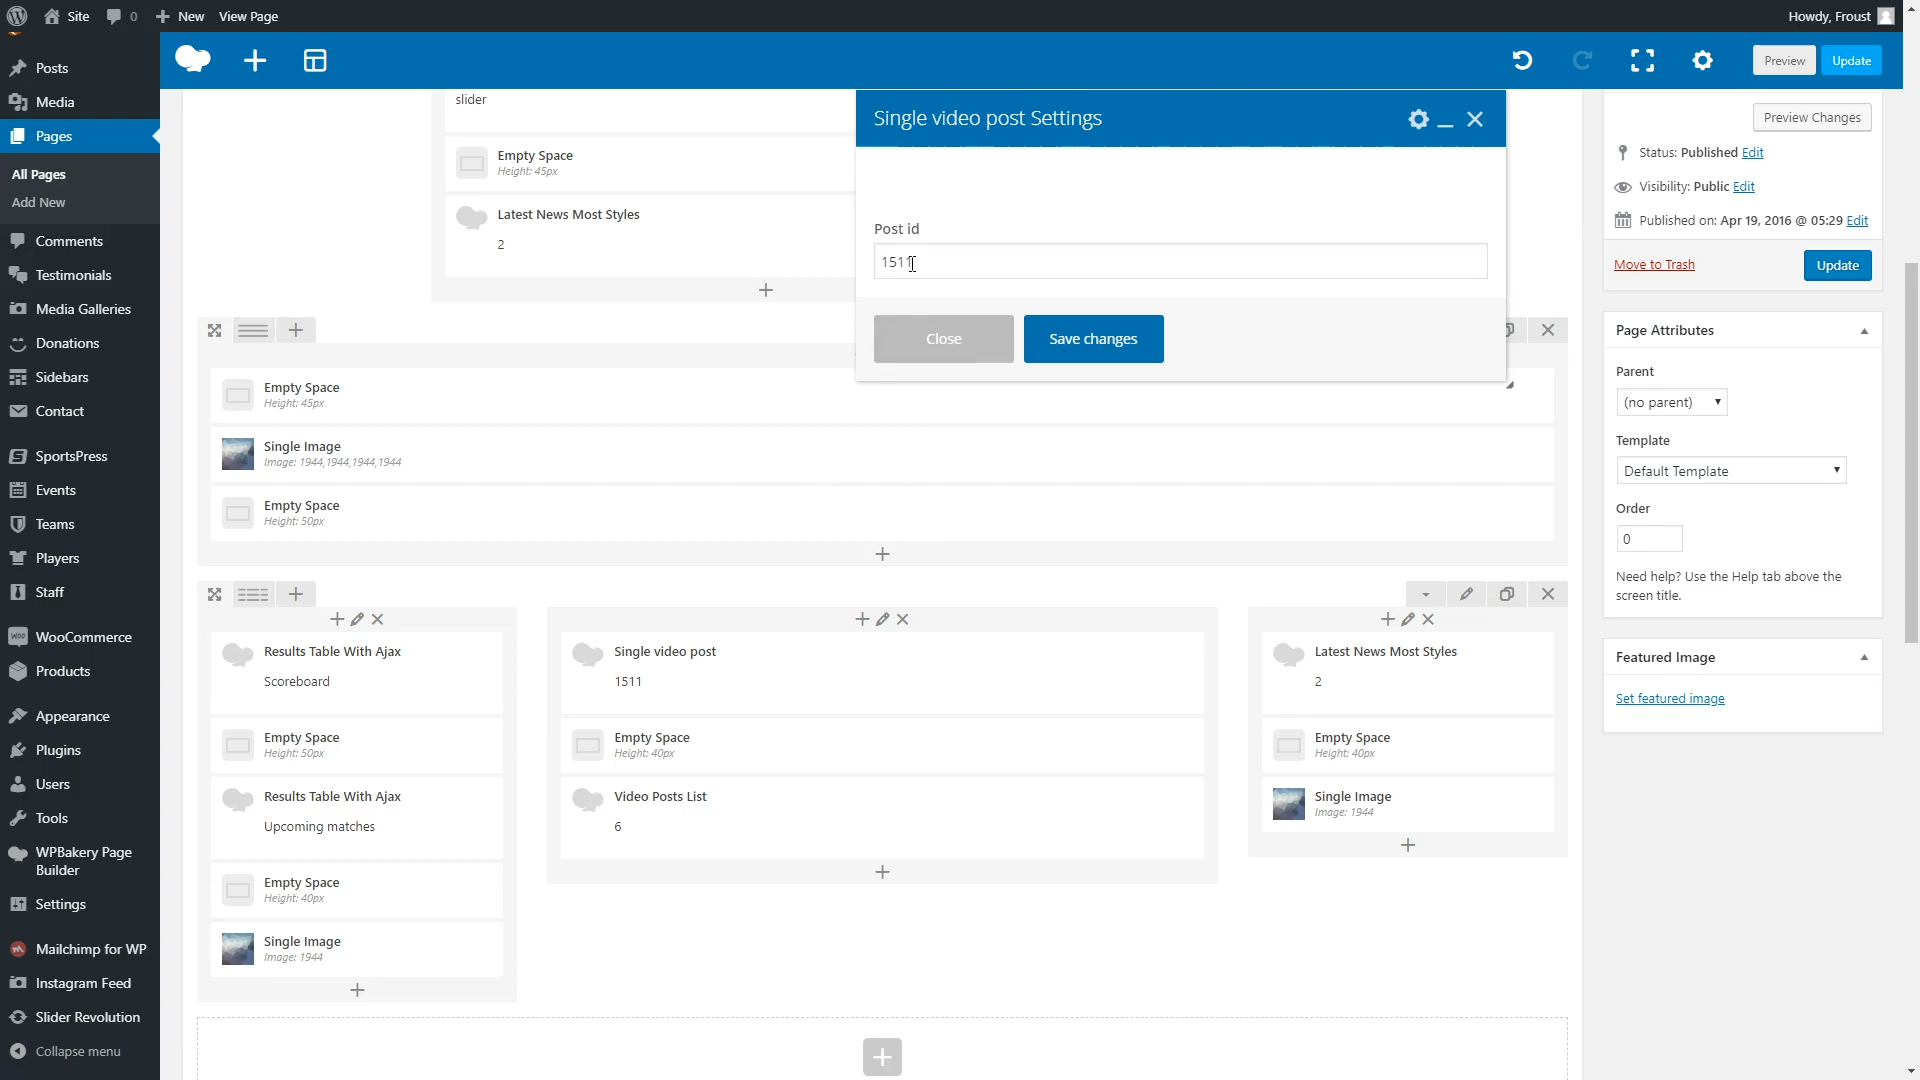 Site
0
New
View Page
Howdy, Froust
Posts
Media
Pages
All Pages
Add New
Comments
Testimonials
Media Galleries
Donations
Sidebars
Contact
SportsPress
Events
Teams
Players
Staff
WooCommerce
Products
Appearance
Plugins
Users
Tools
WPBakery Page
Builder
Settings
Mailchimp for WP
Instagram Feed
Slider Revolution
Collapse menu
Preview
Update
slider
Empty Space
Height: 45px
Latest News Most Styles
2
Single video post Settings
Post id
1511
Close
Save changes
Empty Space
Height: 45px
Single Image
Image: 1944,1944,1944,1944
Empty Space
Height: 50px
Results Table With Ajax
Scoreboard
Empty Space
Height: 50px
Results Table With Ajax
Upcoming matches
Empty Space
Height: 40px
Single Image
Image: 1944
Single video post
1511
Empty Space
Height: 40px
Video Posts List
6
Latest News Most Styles
2
Empty Space
Height: 40px
Single Image
Image: 1944
Preview Changes
Status: Published Edit
Visibility: Public Edit
Published on: Apr 19, 2016 @ 05:29 Edit
Move to Trash
Update
Page Attributes
Parent
(no parent)
Template
Default Template
Order
0
Need help? Use the Help tab above the
screen title.
Featured Image
Set featured image